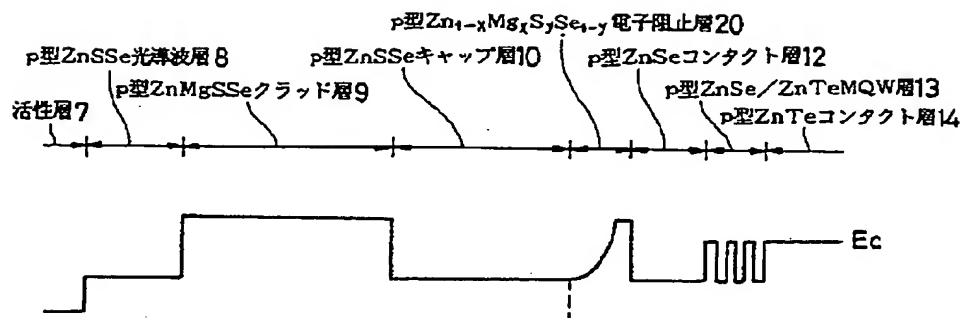 p型Zn1-XMgXSySe1-y電子阻止層20
p型ZnSSe光導波層8
p型ZnSSeキャップ層10
p型ZnSeコンタクト層12
p型ZnMgSSeクラッド層9
p型ZnSe/ZnTeMQW層13
活性層7
p型ZnTeコンタクト層14
Ec